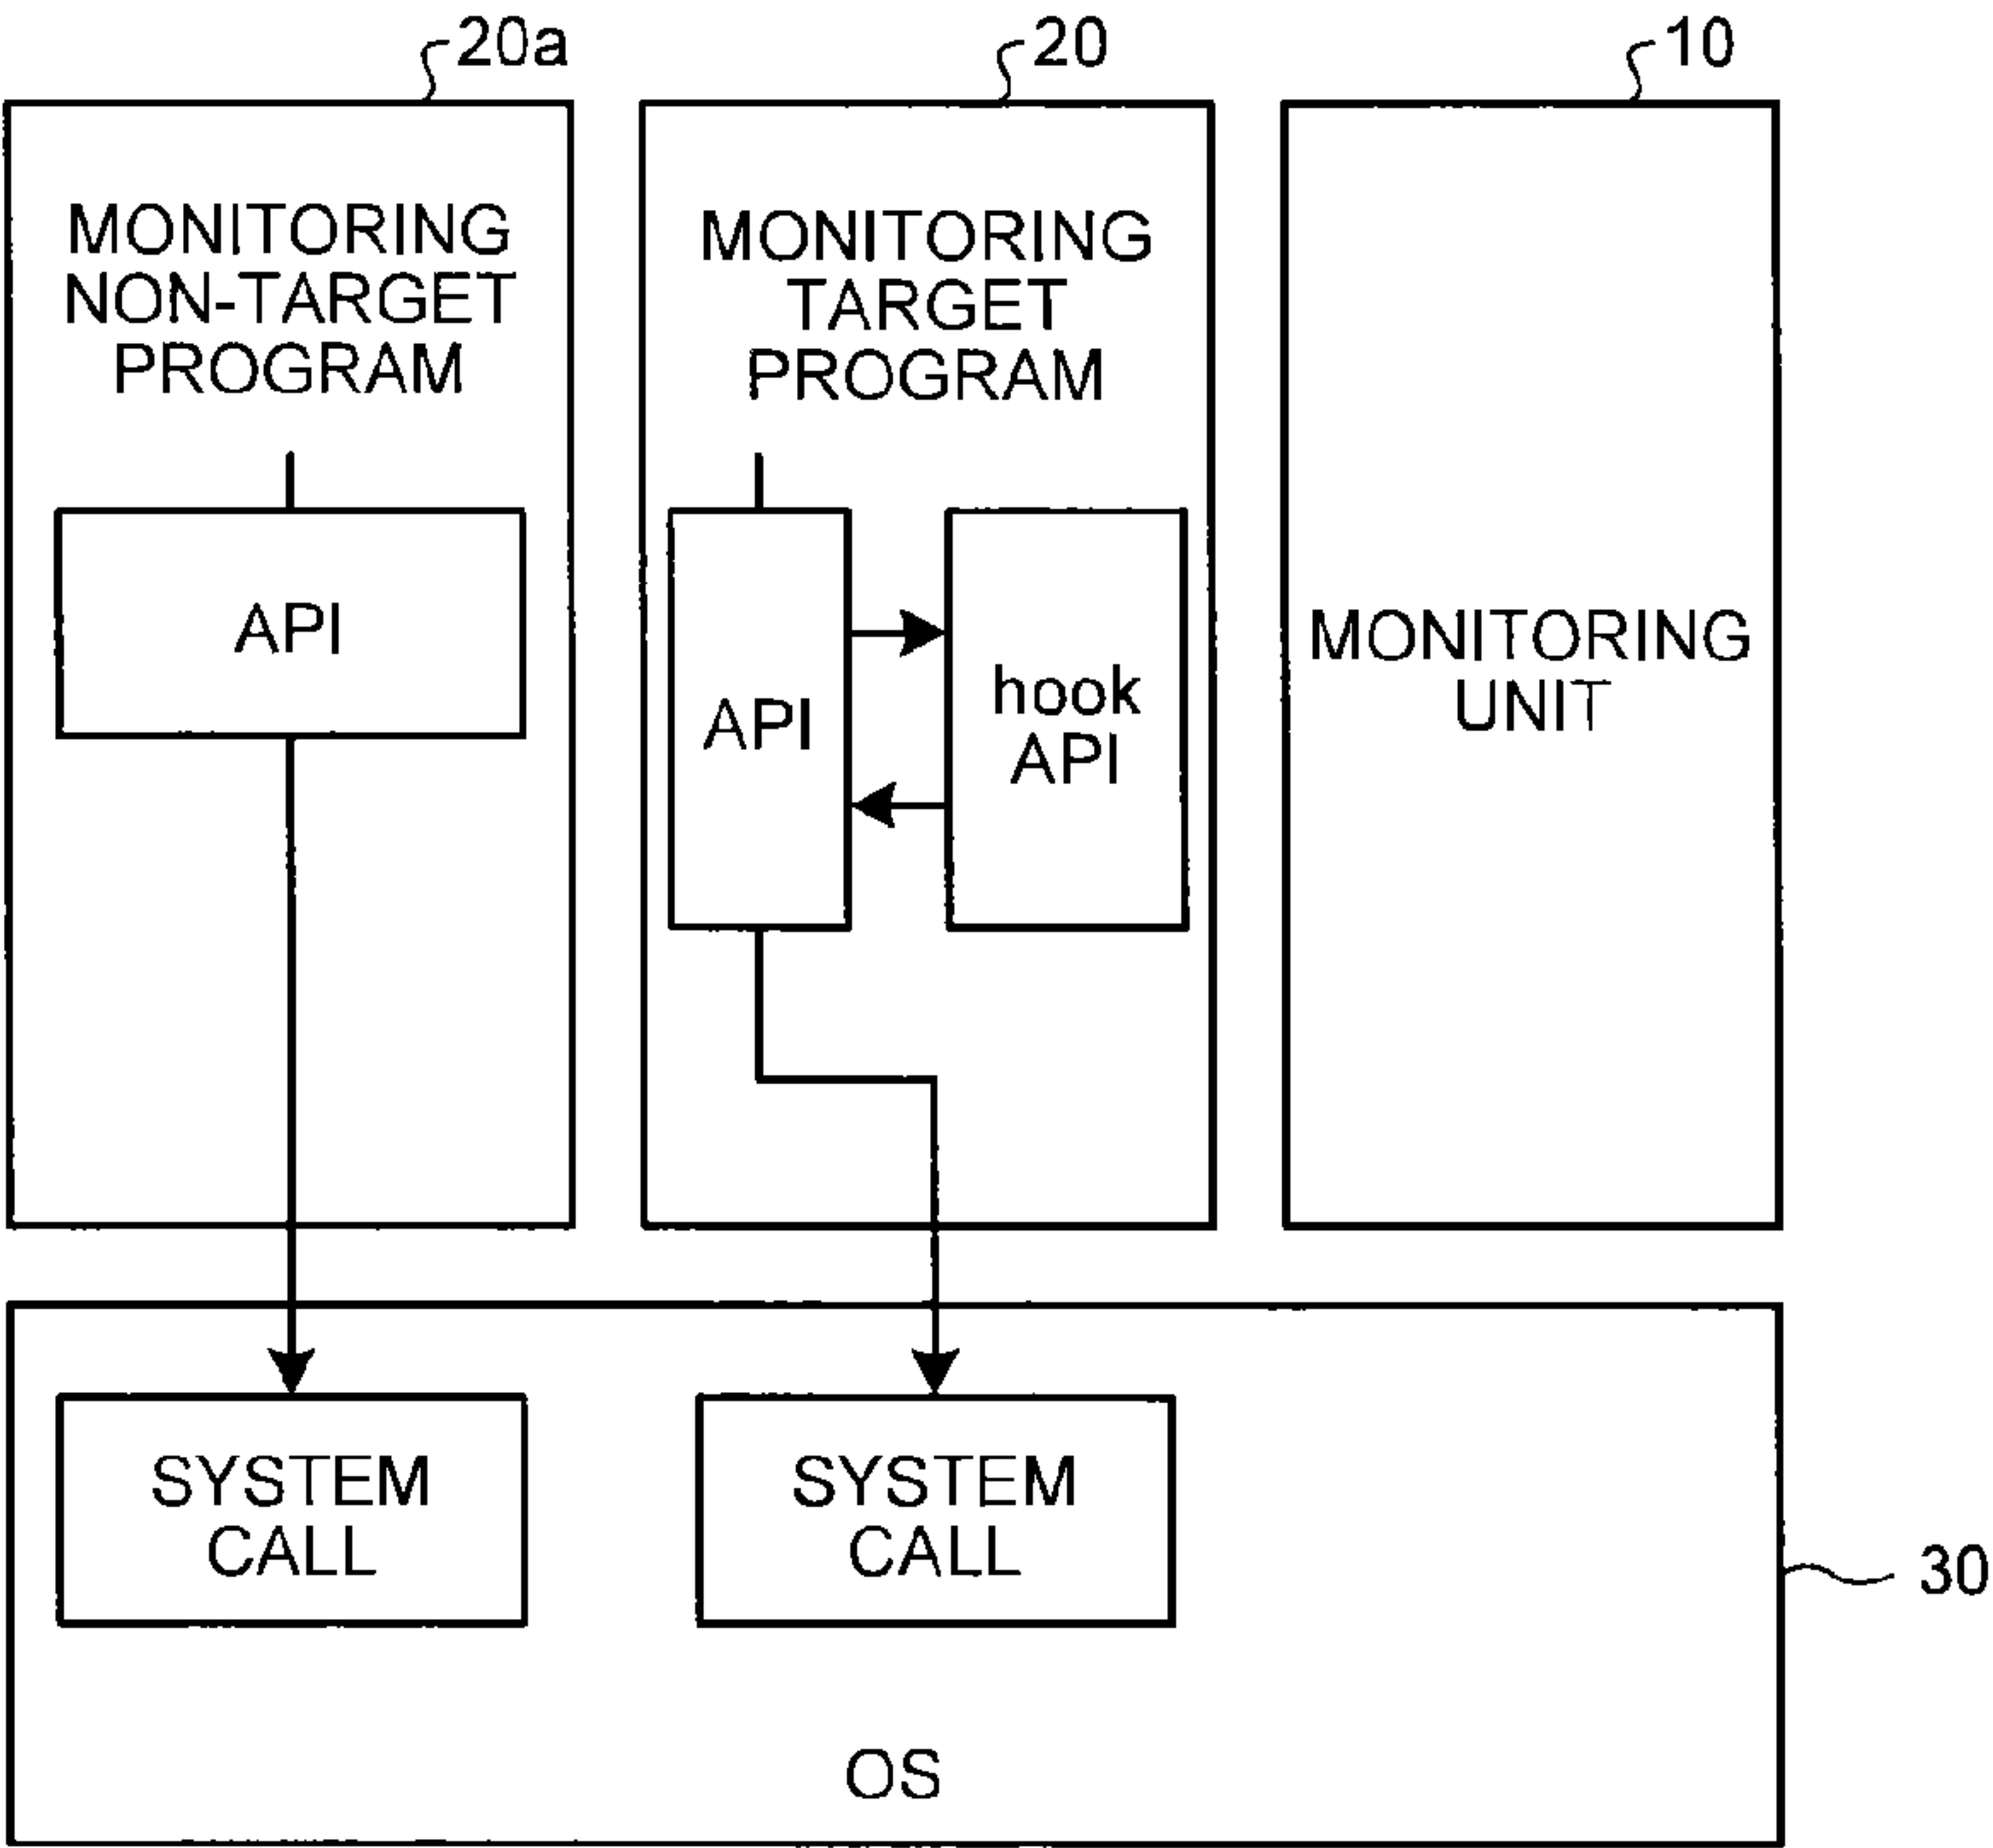 20a
20
10
MONITORING
NON-TARGET
PROGRAM
MONITORING
TARGET
PROGRAM
API
API
hook
API
MONITORING
UNIT
SYSTEM
CALL
SYSTEM
CALL
30
OS